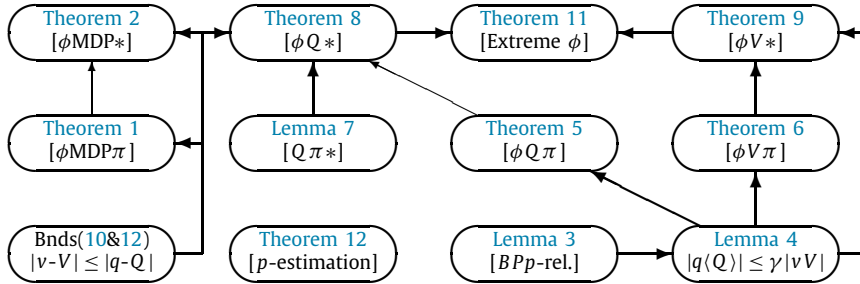 Theorem 2
[ϕMDP∗]
Theorem 8
[ϕQ∗]
Theorem 11
[Extreme ϕ]
Theorem 9
[ϕV∗]
Theorem 1
[ϕMDPπ]
Lemma 7
[Qπ∗]
Theorem 5
[ϕQπ]
Theorem 6
[ϕVπ]
Bnds(10&12)
|v-V| ≤ |q-Q|
Theorem 12
[p-estimation]
Lemma 3
[BPp-rel.]
Lemma 4
|q⟨Q⟩| ≤ γ|vV|